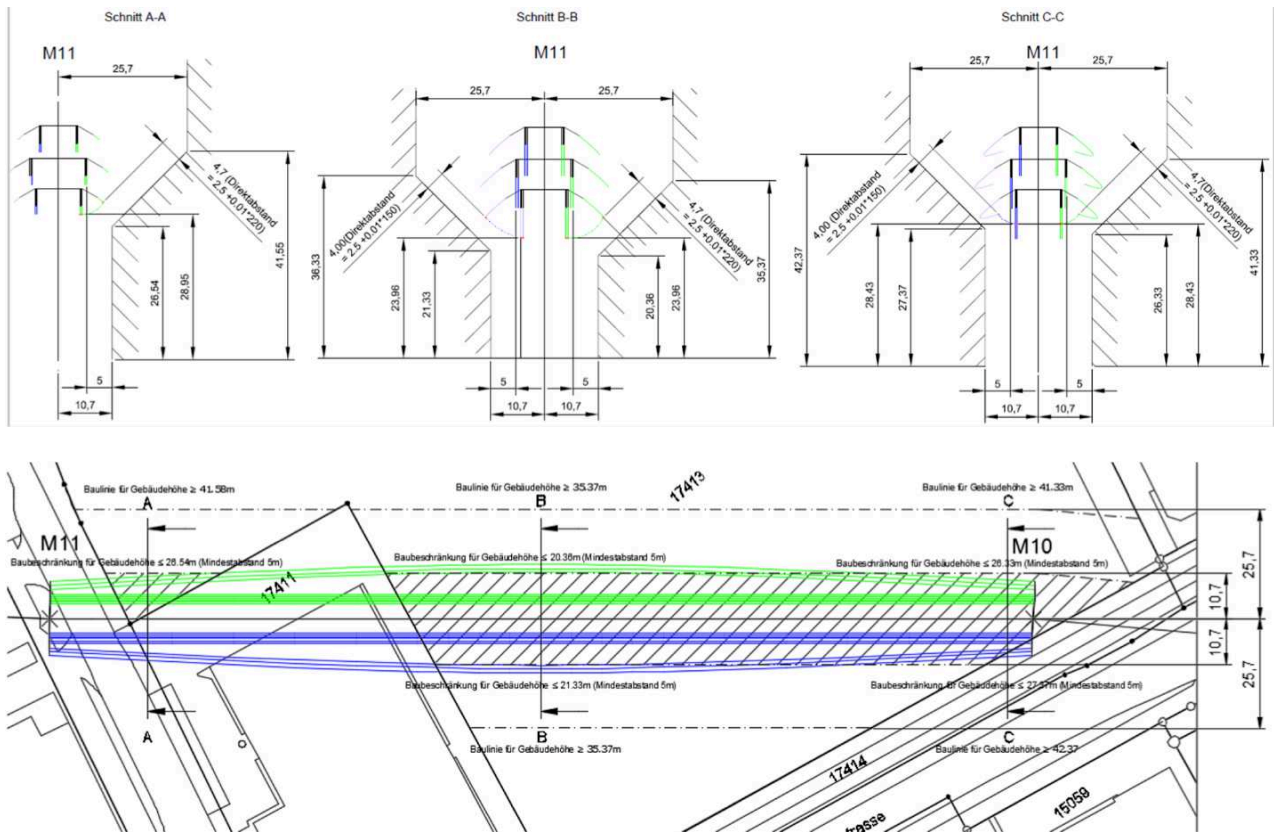 Schnitt A-A
Schnitt B-B
Schnitt C-C
M11
M11
M11
25,7
25,7
25,7
25,7
25,7
4,7 (Direktabstand
= 2.5 +0.01*220)
41,55
28,95
26,54
5
10,7
36,33
4,00(Direktabstand
= 2.5 +0.01*150)
23,96
21,33
4,7 (Direktabstand
= 2.5 +0.01*220)
35,37
20,36
23,96
5
5
10,7
10,7
42,37
4,00 (Direktabstand
= 2.5 +0.01*150)
28,43
27,37
4,7(Direktabstand
= 2.5 +0.01*220)
41,33
26,33
28,43
5
5
10,7
10,7
Baulinie für Gebäudehöhe ≥ 41.58m
Baulinie für Gebäudehöhe ≥ 35.37m
17413
Baulinie für Gebäudehöhe ≥ 41.33m
A
B
C
M11
M10
Baubeschränkung für Gebäudehöhe ≤ 26.54m (Mindestabstand 5m)
Baubeschränkung für Gebäudehöhe ≤ 20.36m (Mindestabstand 5m)
Baubeschränkung für Gebäudehöhe ≤ 26.33m (Mindestabstand 5m)
17411
10,7
25,7
10,7
25,7
Baubeschränkung für Gebäudehöhe ≤ 21.33m (Mindestabstand 5m)
Baubeschränkung für Gebäudehöhe ≤ 27.37m (Mindestabstand 5m)
A
B
C
Baulinie für Gebäudehöhe ≥ 35.37m
Baulinie für Gebäudehöhe ≥ 42.37
17414
15059
strasse